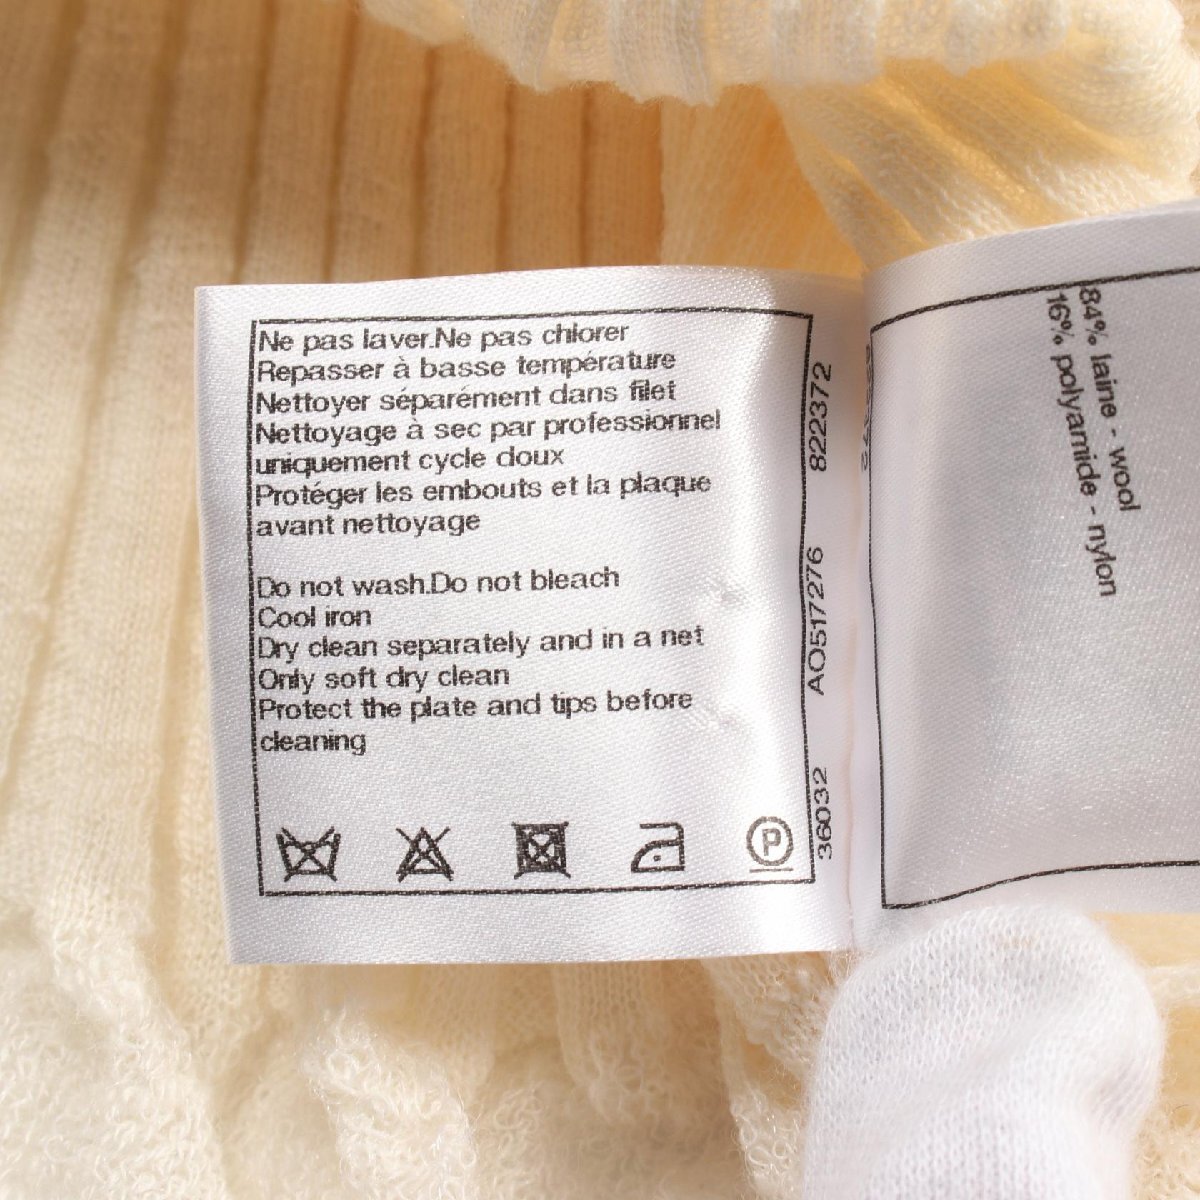 Ne pas laver.Ne pas chlorer
Repasser à basse température
Nettoyer séparément dans filet
Nettoyage à sec par professionnel
uniquement cycle doux
Protéger les embouts et la plaque
avant nettoyage
Do not wash.Do not bleach
Cool iron
Dry clean separately and in a net
Only soft dry clean
Protect the plate and tips before
cleaning
P
36032 AO517276 822372
84% laine - wool
16% polyamide - nylon